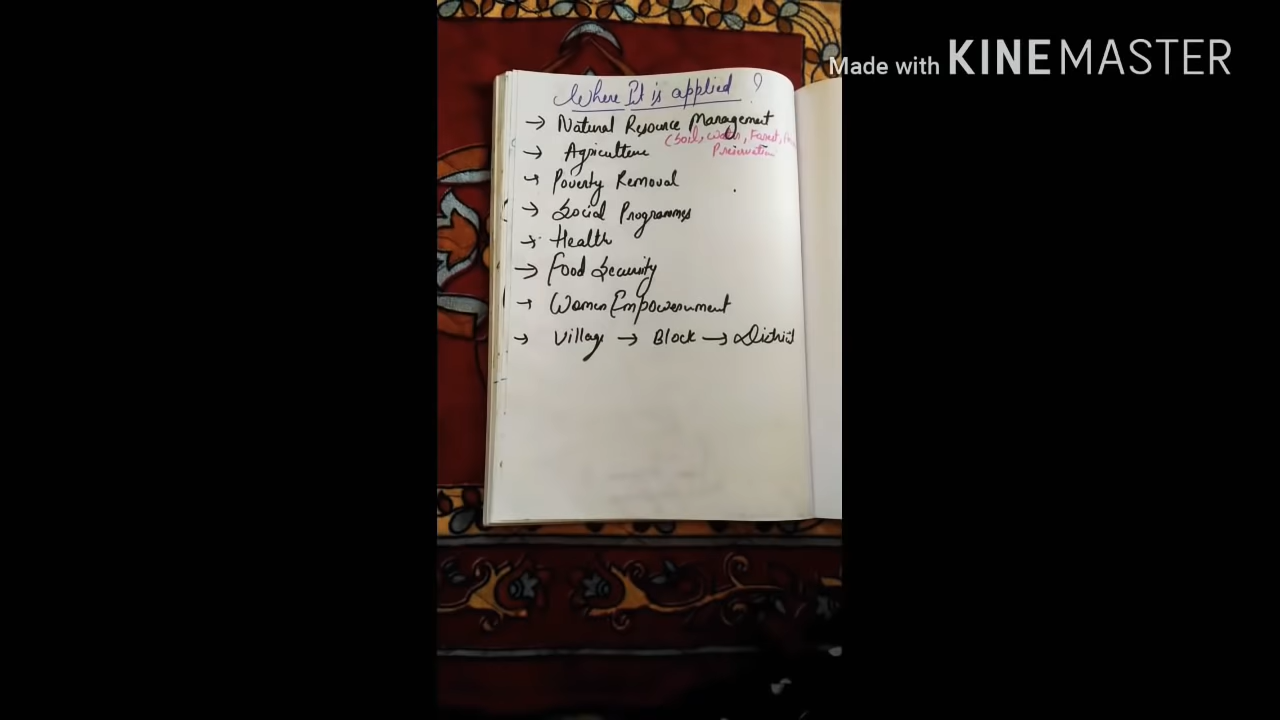 Made with KINEMASTER
Where It is applied ?
→ Natural Resource Management
(Soil, water, Forest,
→ Agriculture
Preservation
→ Poverty Removal
→ Social Programmes
→ Health
→ Food Security
→ Women Empowerment
→ Village → Block → District